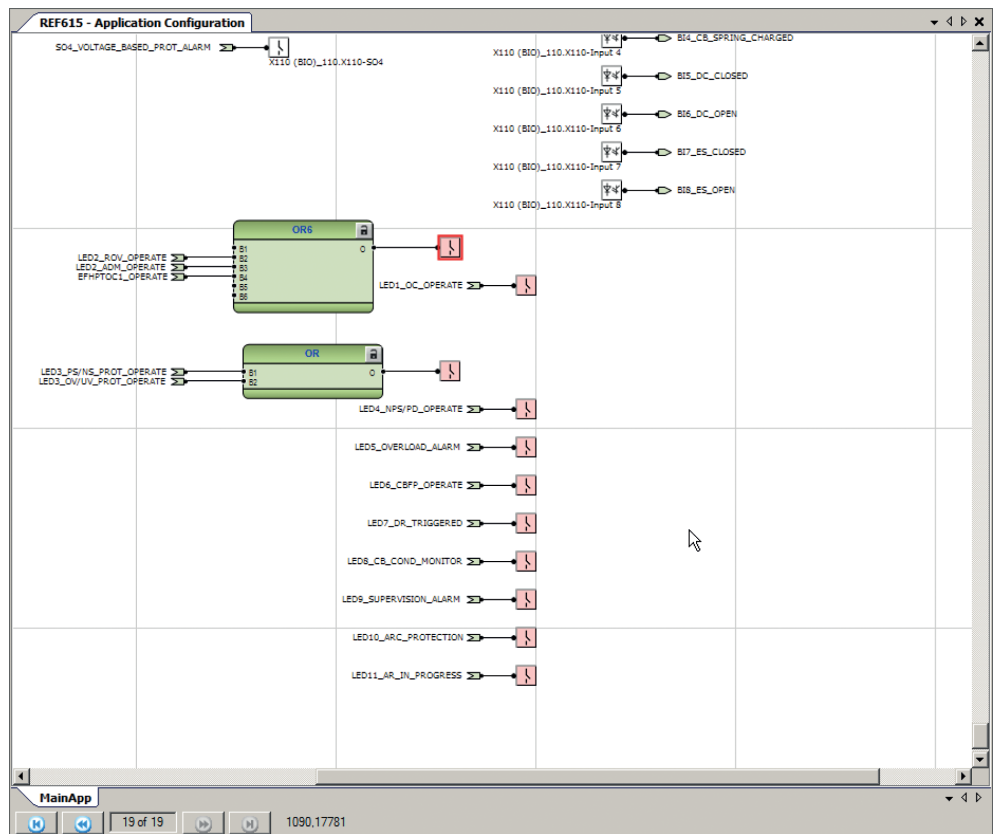 REF615 - Application Configuration
SO4_VOLTAGE_BASED_PROT_ALARM
X110 (BIO)_110.X110-SO4
BI4_CB_SPRING_CHARGED
X110 (BIO)_110.X110-Input 4
BI5_DC_CLOSED
X110 (BIO)_110.X110-Input 5
BI6_DC_OPEN
X110 (BIO)_110.X110-Input 6
BI7_ES_CLOSED
X110 (BIO)_110.X110-Input 7
BI8_ES_OPEN
X110 (BIO)_110.X110-Input 8
OR6
B1 O
LED2_ROV_OPERATE B2
LED2_ADM_OPERATE B3
EFHPTOC1_OPERATE B4
B5
B6
LED1_OC_OPERATE
OR
LED3_PS/NS_PROT_OPERATE B1 O
LED3_OV/UV_PROT_OPERATE B2
LED4_NPS/PD_OPERATE
LED5_OVERLOAD_ALARM
LED6_CBFP_OPERATE
LED7_DR_TRIGGERED
LED8_CB_COND_MONITOR
LED9_SUPERVISION_ALARM
LED10_ARC_PROTECTION
LED11_AR_IN_PROGRESS
MainApp
19 of 19 1090,17781